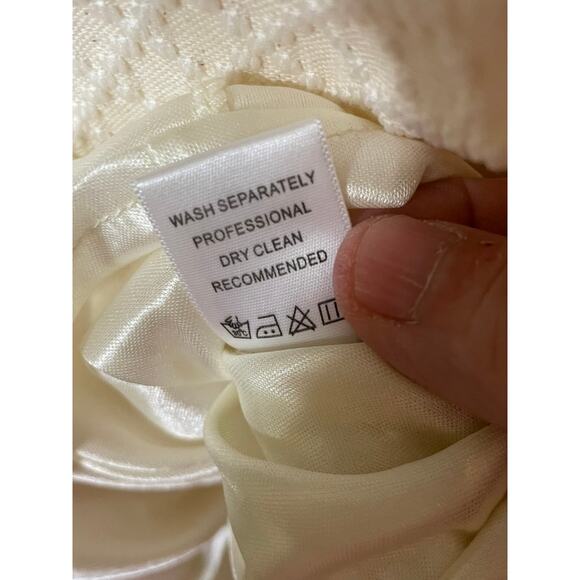 WASH SEPARATELY
PROFESSIONAL
DRY CLEAN
RECOMMENDED